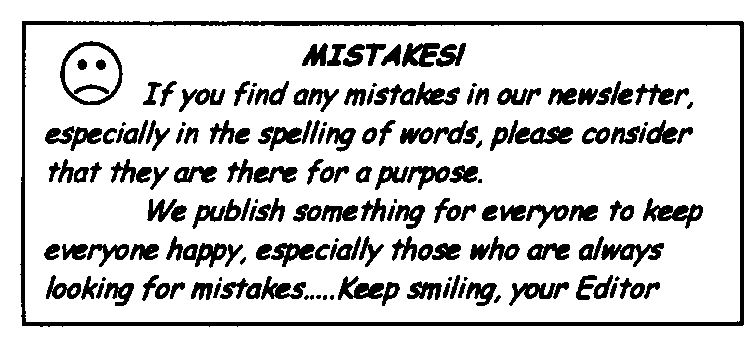 MISTAKES!
If you find any mistakes in our newsletter,
especially in the spelling of words, please consider
that they are there for a purpose.
We publish something for everyone to keep
everyone happy, especially those who are always
looking for mistakes.....Keep smiling, your Editor